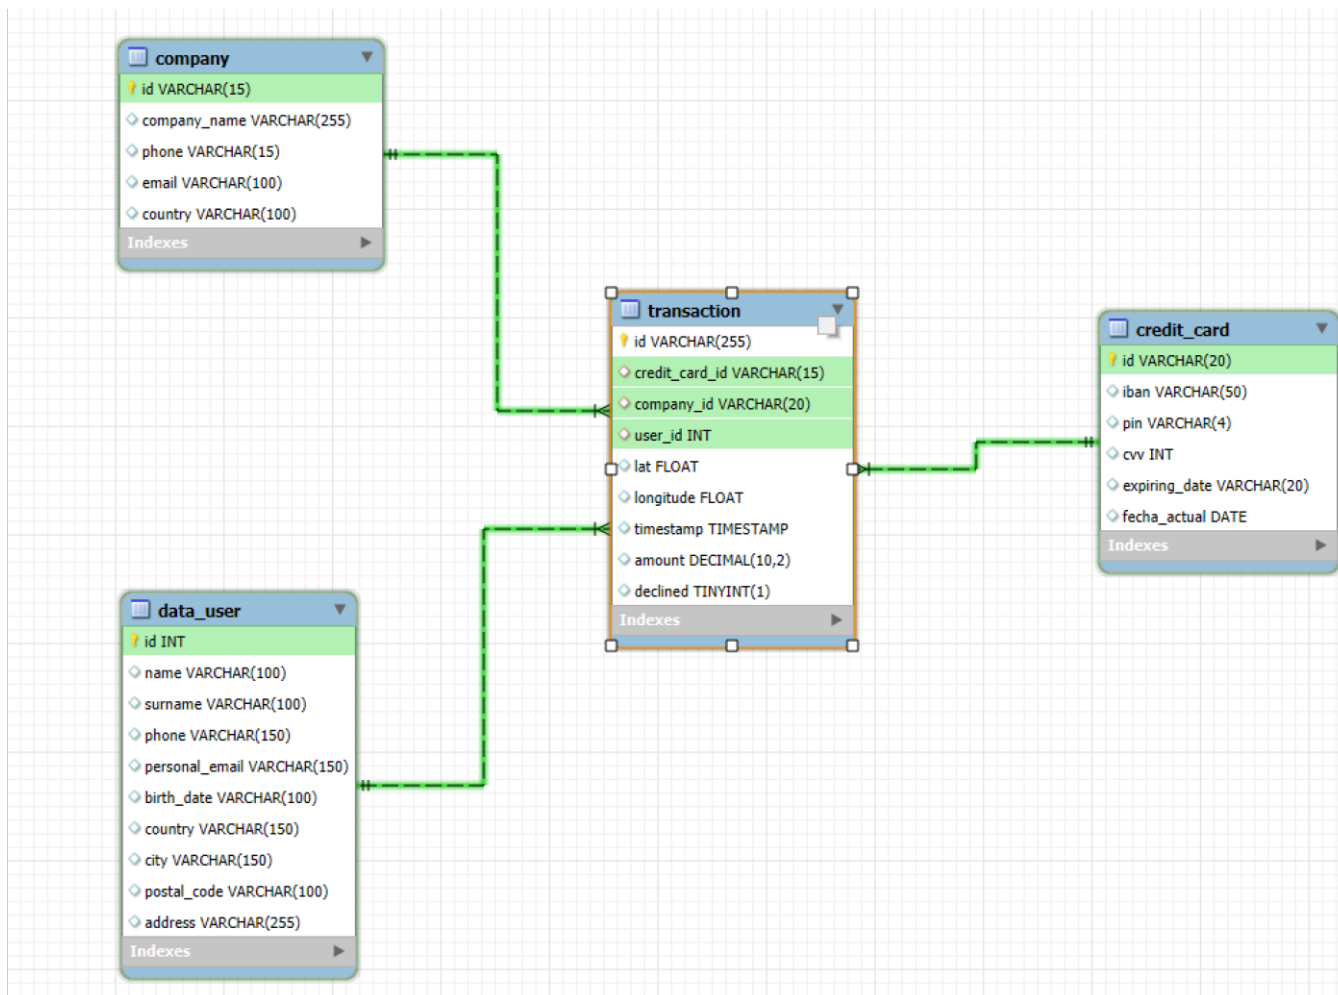 company
id VARCHAR(15)
company_name VARCHAR(255)
phone VARCHAR(15)
email VARCHAR(100)
country VARCHAR(100)
Indexes
transaction
id VARCHAR(255)
credit_card_id VARCHAR(15)
company_id VARCHAR(20)
user_id INT
lat FLOAT
longitude FLOAT
timestamp TIMESTAMP
amount DECIMAL(10,2)
declined TINYINT(1)
Indexes
credit_card
id VARCHAR(20)
iban VARCHAR(50)
pin VARCHAR(4)
cvv INT
expiring_date VARCHAR(20)
fecha_actual DATE
Indexes
data_user
id INT
name VARCHAR(100)
surname VARCHAR(100)
phone VARCHAR(150)
personal_email VARCHAR(150)
birth_date VARCHAR(100)
country VARCHAR(150)
city VARCHAR(150)
postal_code VARCHAR(100)
address VARCHAR(255)
Indexes